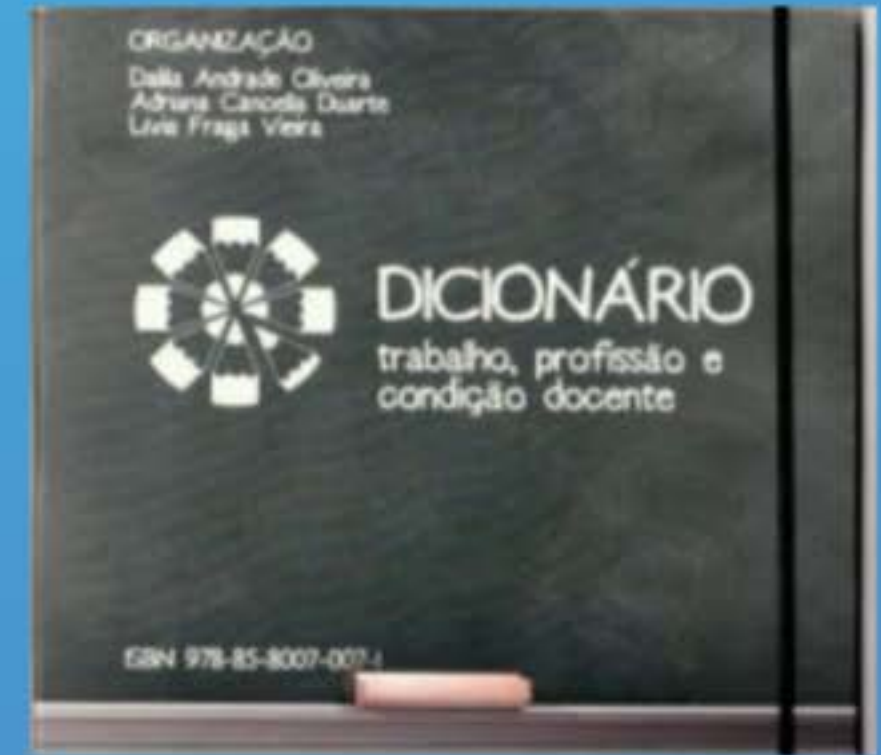 ORGANIZAÇÃO
Dalila Andrade Oliveira
Adriana Cancella Duarte
Livia Fraga Vieira
DICIONÁRIO
trabalho, profissão e
condição docente
ISBN 978-85-8007-007-1